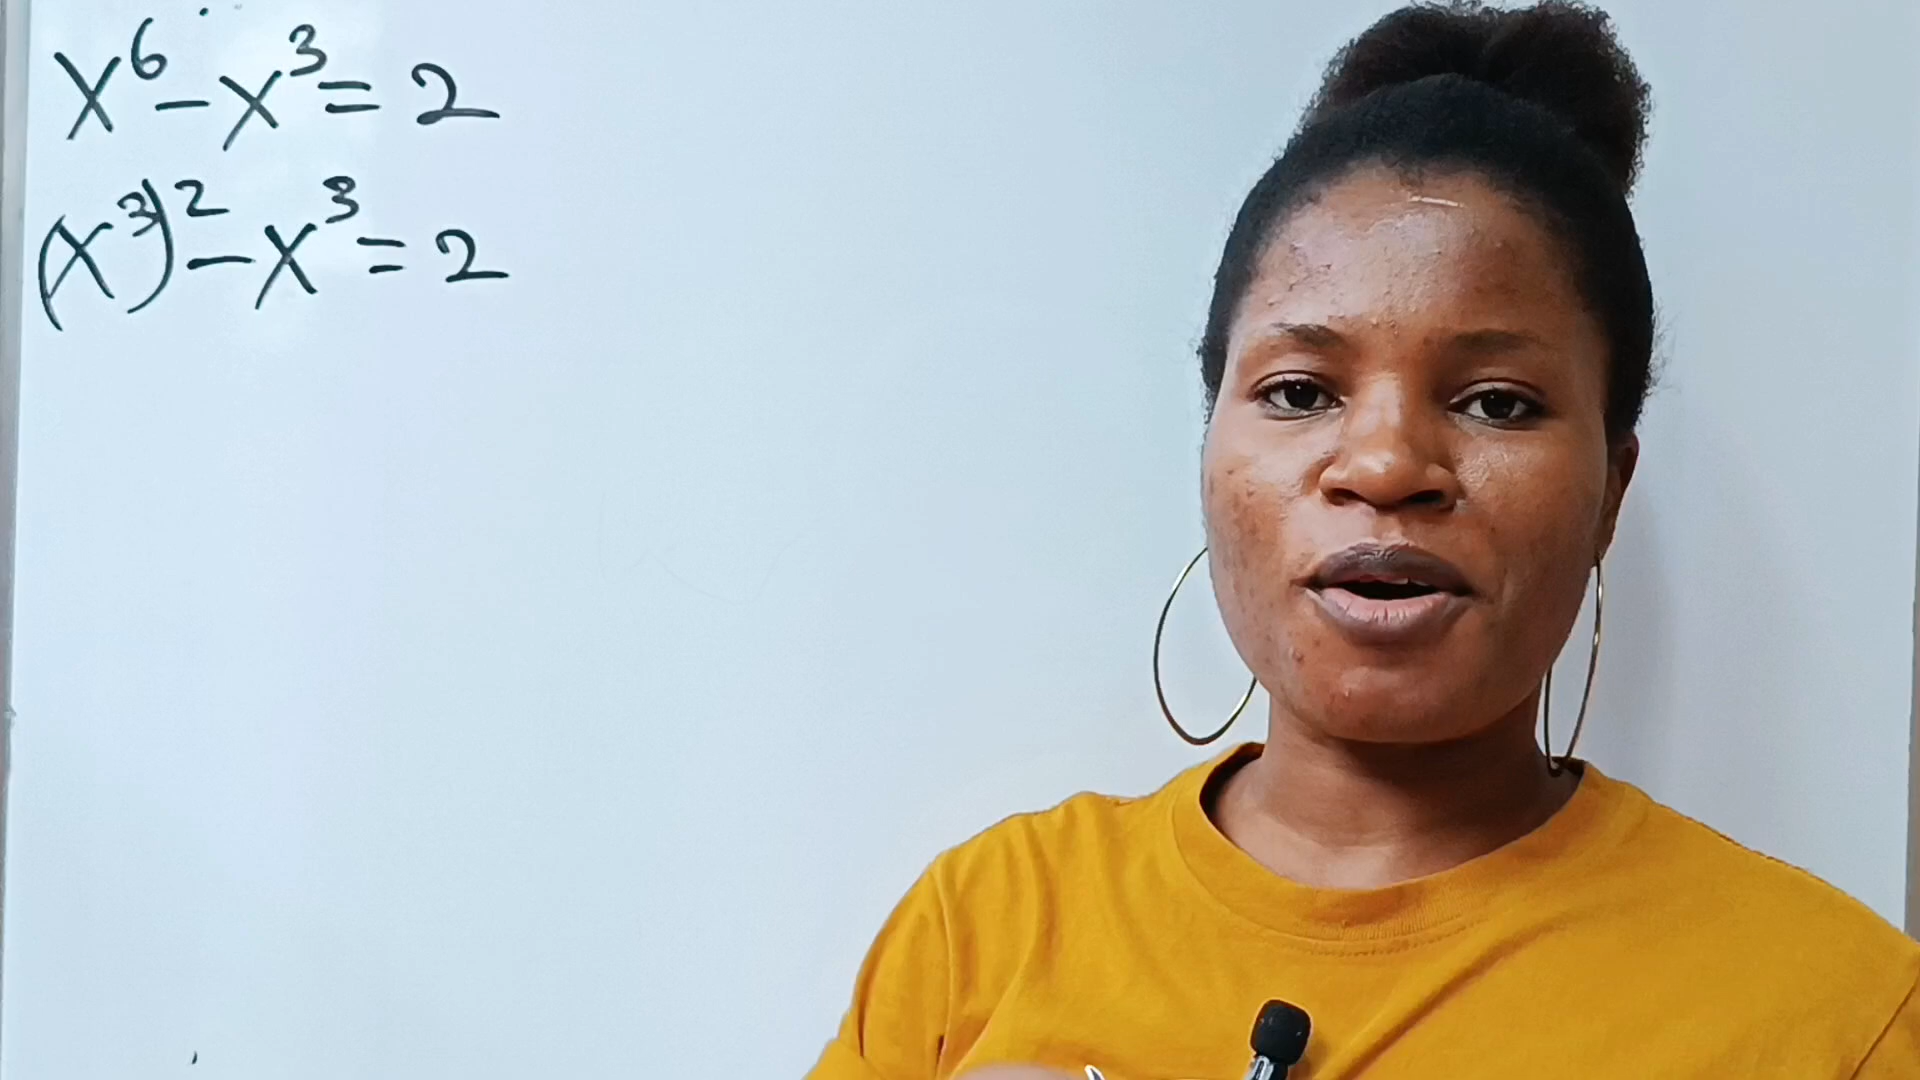 x⁶ - x³ = 2
(x³)² - x³ = 2